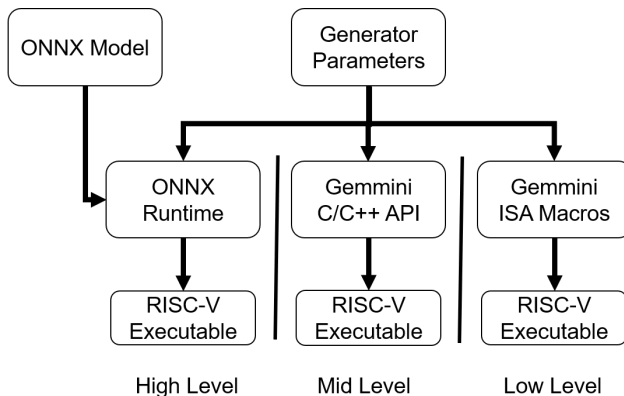 ONNX Model
Generator
Parameters
ONNX
Runtime
Gemmini
C/C++ API
Gemmini
ISA Macros
RISC-V
Executable
RISC-V
Executable
RISC-V
Executable
High Level
Mid Level
Low Level